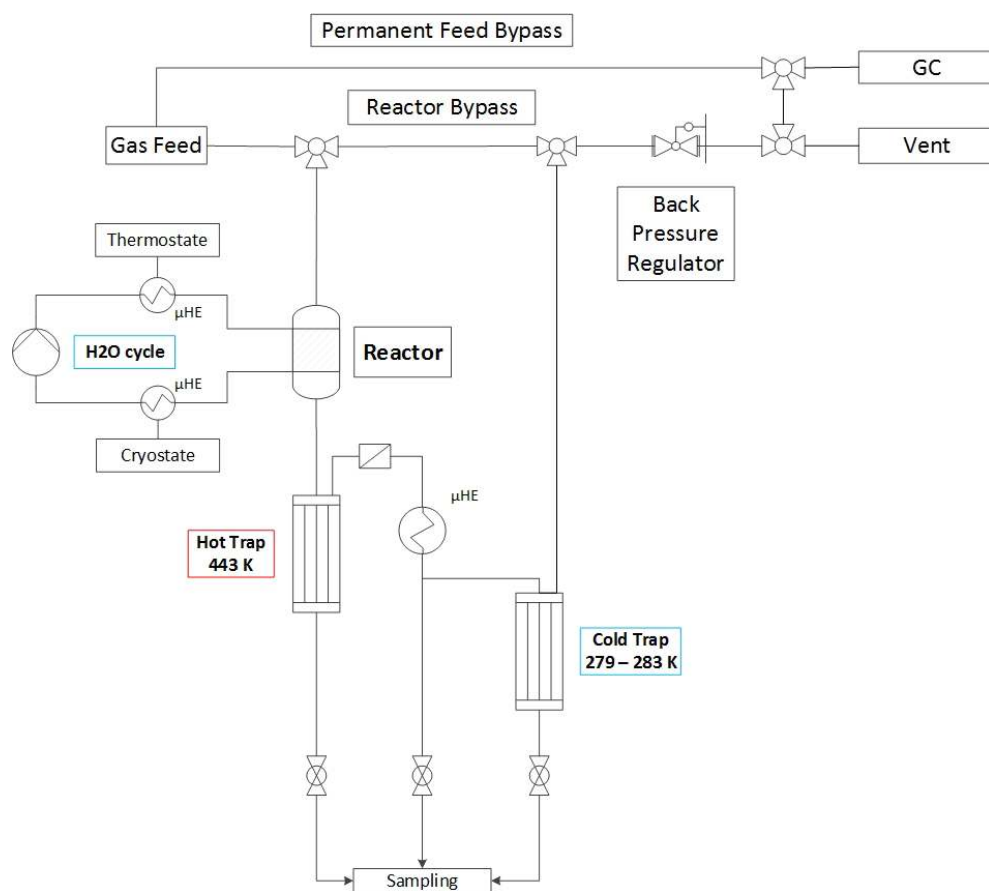 Permanent Feed Bypass
GC
Reactor Bypass
Gas Feed
Vent
Back
Pressure
Regulator
Thermostate
µHE
H2O cycle
Reactor
µHE
Cryostate
µHE
Hot Trap
443 K
Cold Trap
279 – 283 K
Sampling